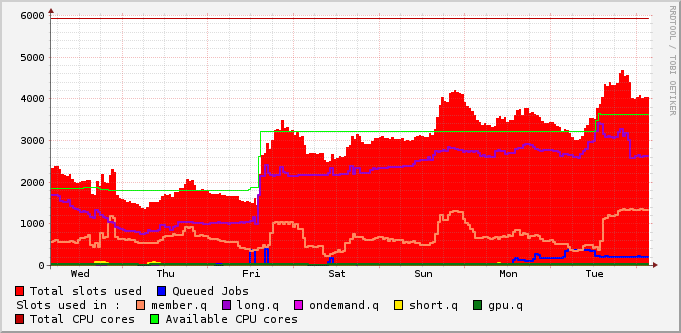 6000
5000
4000
3000
2000
1000
0
Wed Thu Fri Sat Sun Mon Tue
RRDTOOL / TOBI OETIKER
Total slots used Queued Jobs
Slots used in : member.q long.q ondemand.q short.q gpu.q
Total CPU cores Available CPU cores